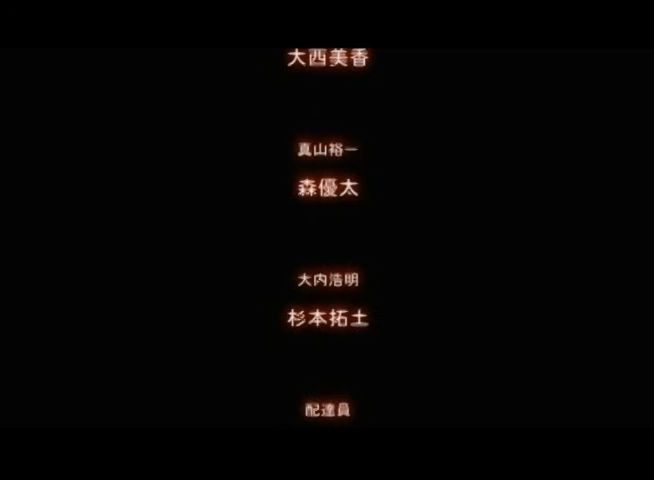 大西美香
真山裕一
森優太
大内浩明
杉本拓土
配達員